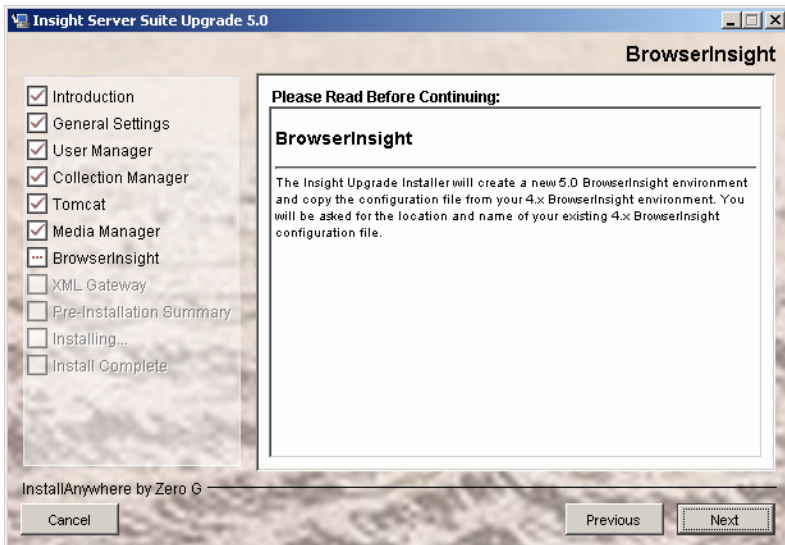 Insight Server Suite Upgrade 5.0
BrowserInsight
Introduction
General Settings
User Manager
Collection Manager
Tomcat
Media Manager
BrowserInsight
XML Gateway
Pre-Installation Summary
Installing...
Install Complete
Please Read Before Continuing:
BrowserInsight
The Insight Upgrade Installer will create a new 5.0 BrowserInsight environment
and copy the configuration file from your 4.x BrowserInsight environment. You
will be asked for the location and name of your existing 4.x BrowserInsight
configuration file.
InstallAnywhere by Zero G
Cancel
Previous
Next